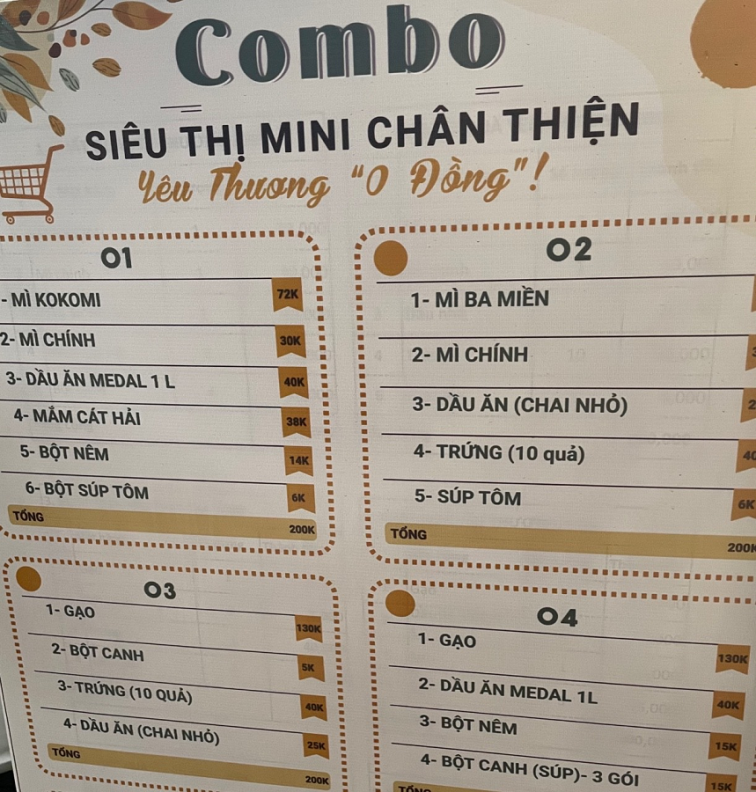 Combo
SIÊU THỊ MINI CHÂN THIỆN
Yêu Thương "0 Đồng"!
01
- MÌ KOKOMI 72K
2- MÌ CHÍNH 30K
3- DẦU ĂN MEDAL 1 L 40K
4- MẮM CÁT HẢI 38K
5- BỘT NÊM 14K
6- BỘT SÚP TÔM 6K
TỔNG 200K
02
1- MÌ BA MIỀN
2- MÌ CHÍNH
3- DẦU ĂN (CHAI NHỎ)
4- TRỨNG (10 quả)
5- SÚP TÔM 6K
TỔNG 200K
03
1- GẠO 130K
2- BỘT CANH 5K
3- TRỨNG (10 QUẢ) 40K
4- DẦU ĂN (CHAI NHỎ) 25K
TỔNG 200K
04
1- GẠO 130K
2- DẦU ĂN MEDAL 1L 40K
3- BỘT NÊM 15K
4- BỘT CANH (SÚP)- 3 GÓI 15K
TỔNG